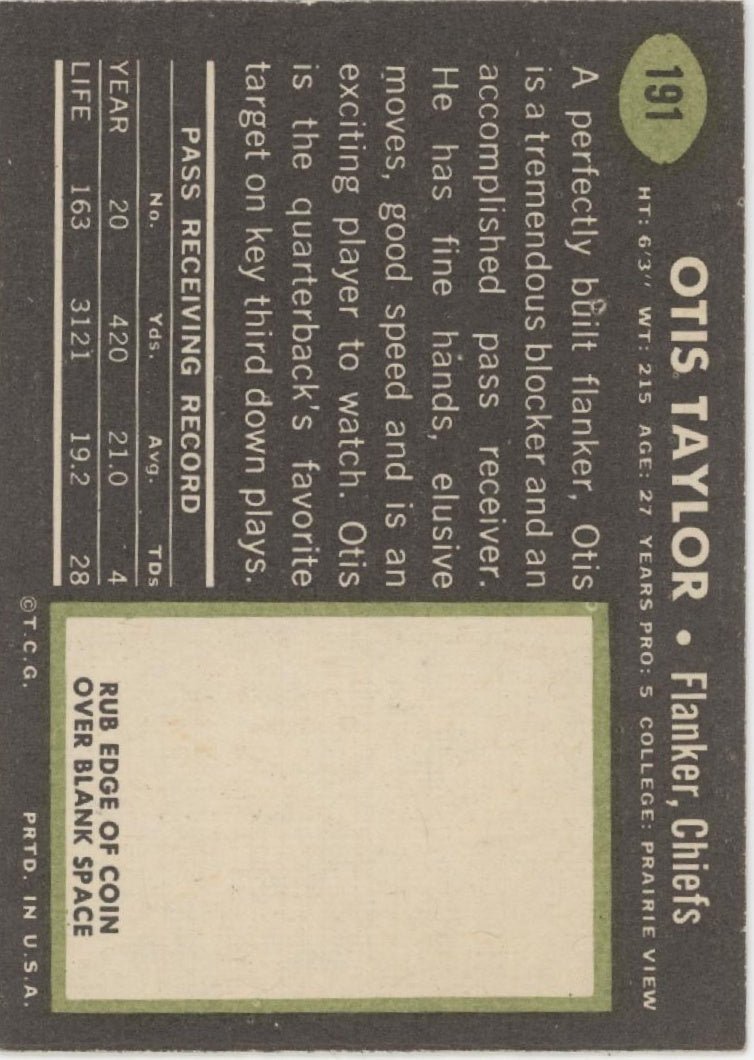 191
OTIS TAYLOR • Flanker, Chiefs
HT: 6'3" WT: 215 AGE: 27 YEARS PRO: 5 COLLEGE: PRAIRIE VIEW
A perfectly built flanker, Otis
is a tremendous blocker and an
accomplished pass receiver.
He has fine hands, elusive
moves, good speed and is an
exciting player to watch. Otis
is the quarterback's favorite
target on key third down plays.
PASS RECEIVING RECORD
No. Yds. Avg. TDs
YEAR 20 420 21.0 4
LIFE 163 3121 19.2 28
RUB EDGE OF COIN
OVER BLANK SPACE
©T.C.G. PRTD. IN U.S.A.